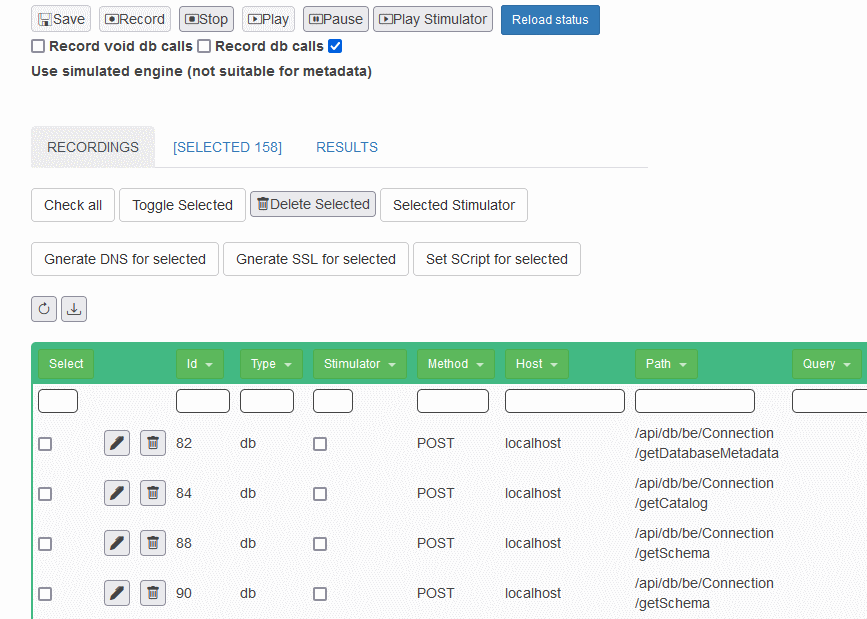 Save Record Stop Play Pause Play Stimulator Reload status
Record void db calls Record db calls
Use simulated engine (not suitable for metadata)
RECORDINGS [SELECTED 158] RESULTS
Check all Toggle Selected Delete Selected Selected Stimulator
Gnerate DNS for selected Gnerate SSL for selected Set SCript for selected
Select Id Type Stimulator Method Host Path Query
82 db POST localhost /api/db/be/Connection
/getDatabaseMetadata
84 db POST localhost /api/db/be/Connection
/getCatalog
88 db POST localhost /api/db/be/Connection
/getSchema
90 db POST localhost /api/db/be/Connection
/getSchema